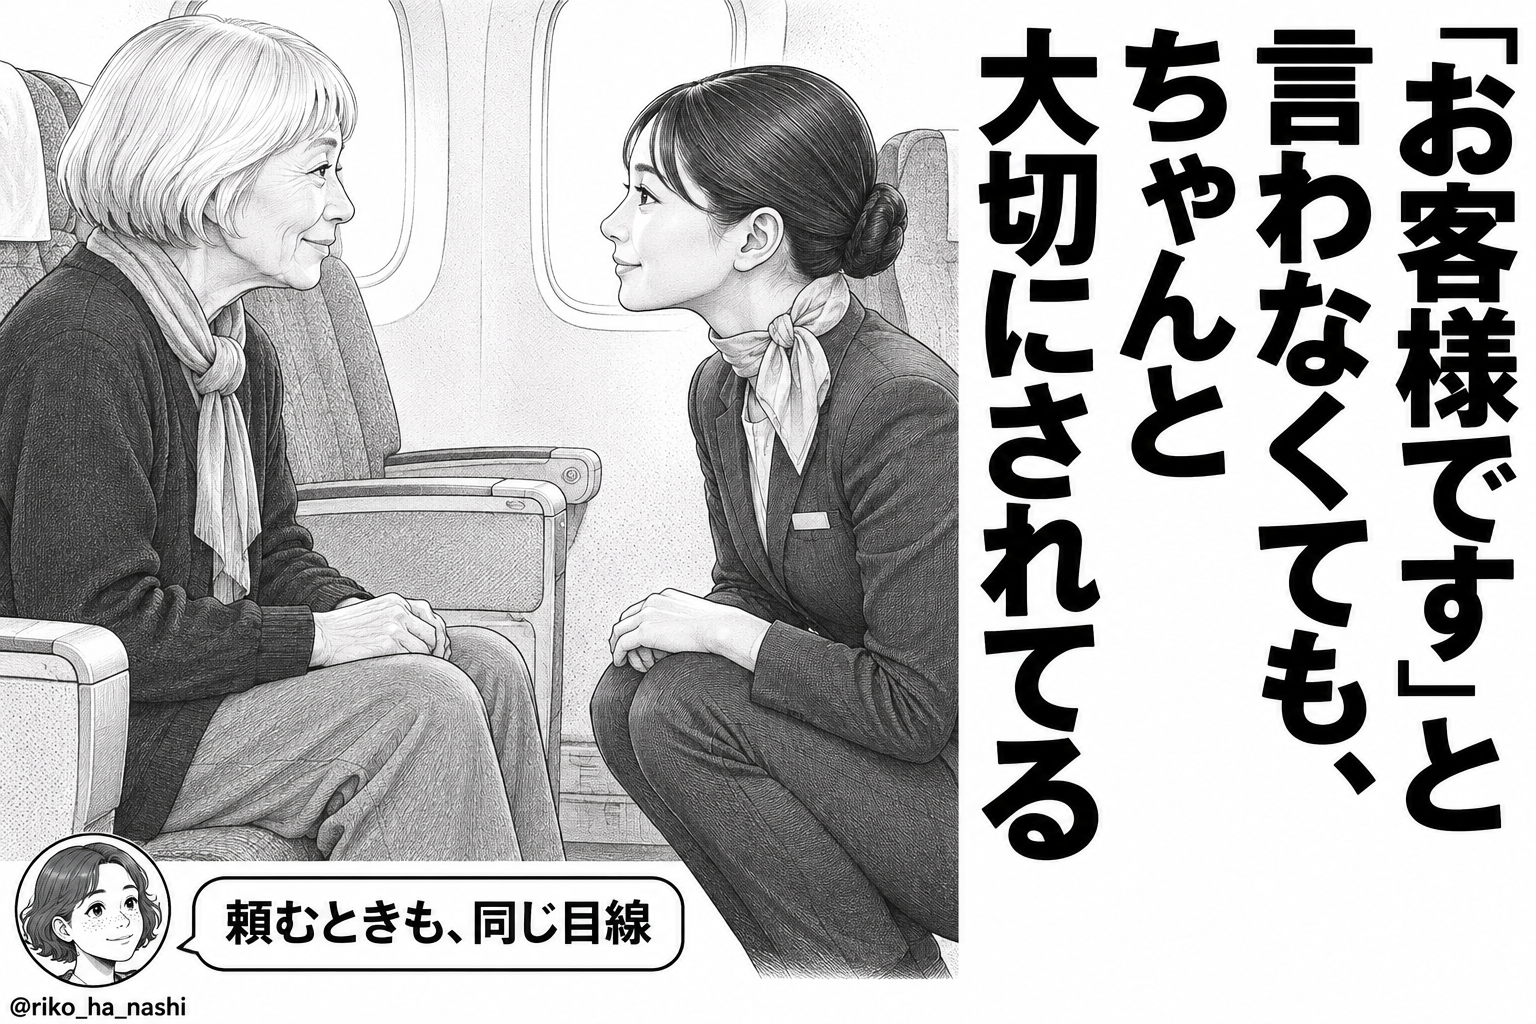 「お客様です」と
言わなくても、
ちゃんと
大切にされてる
頼むときも、同じ目線
@riko_ha_nashi